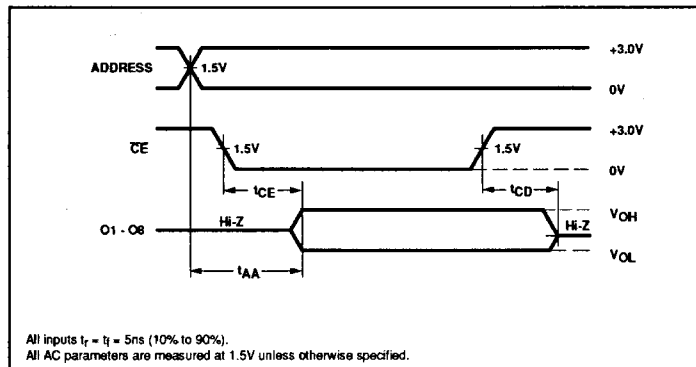 ADDRESS 1.5V +3.0V
0V
CE 1.5V 1.5V +3.0V
0V
tCE tCD
O1 - O8 Hi-Z Hi-Z VOH
VOL
tAA
All inputs tr = tf = 5ns (10% to 90%).
All AC parameters are measured at 1.5V unless otherwise specified.